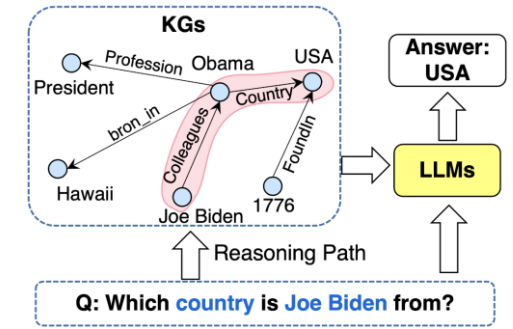 KGs
Profession
Obama
USA
President
Country
bron_in
Colleagues
FoundIn
Hawaii
Joe Biden
1776
Answer:
USA
LLMs
Reasoning Path
Q: Which country is Joe Biden from?